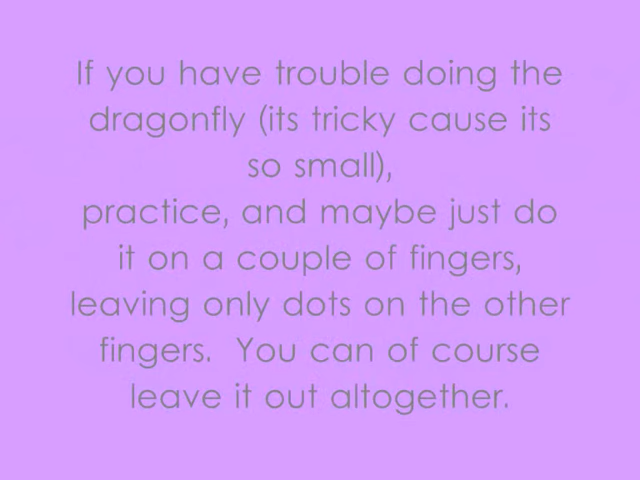 If you have trouble doing the
dragonfly (its tricky cause its
so small),
practice, and maybe just do
it on a couple of fingers,
leaving only dots on the other
fingers.  You can of course
leave it out altogether.